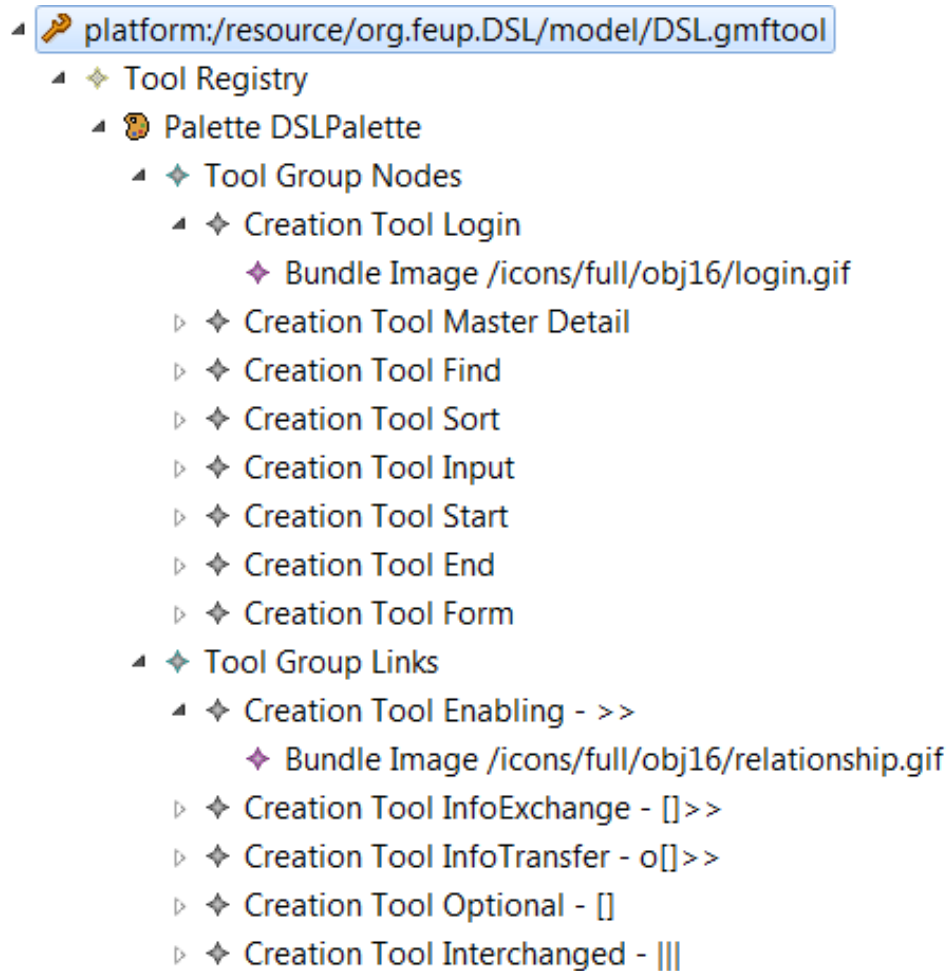 platform:/resource/org.feup.DSL/model/DSL.gmftool
Tool Registry
Palette DSLPalette
Tool Group Nodes
Creation Tool Login
Bundle Image /icons/full/obj16/login.gif
Creation Tool Master Detail
Creation Tool Find
Creation Tool Sort
Creation Tool Input
Creation Tool Start
Creation Tool End
Creation Tool Form
Tool Group Links
Creation Tool Enabling - >>
Bundle Image /icons/full/obj16/relationship.gif
Creation Tool InfoExchange - []>>
Creation Tool InfoTransfer - o[]>>
Creation Tool Optional - []
Creation Tool Interchanged - |||